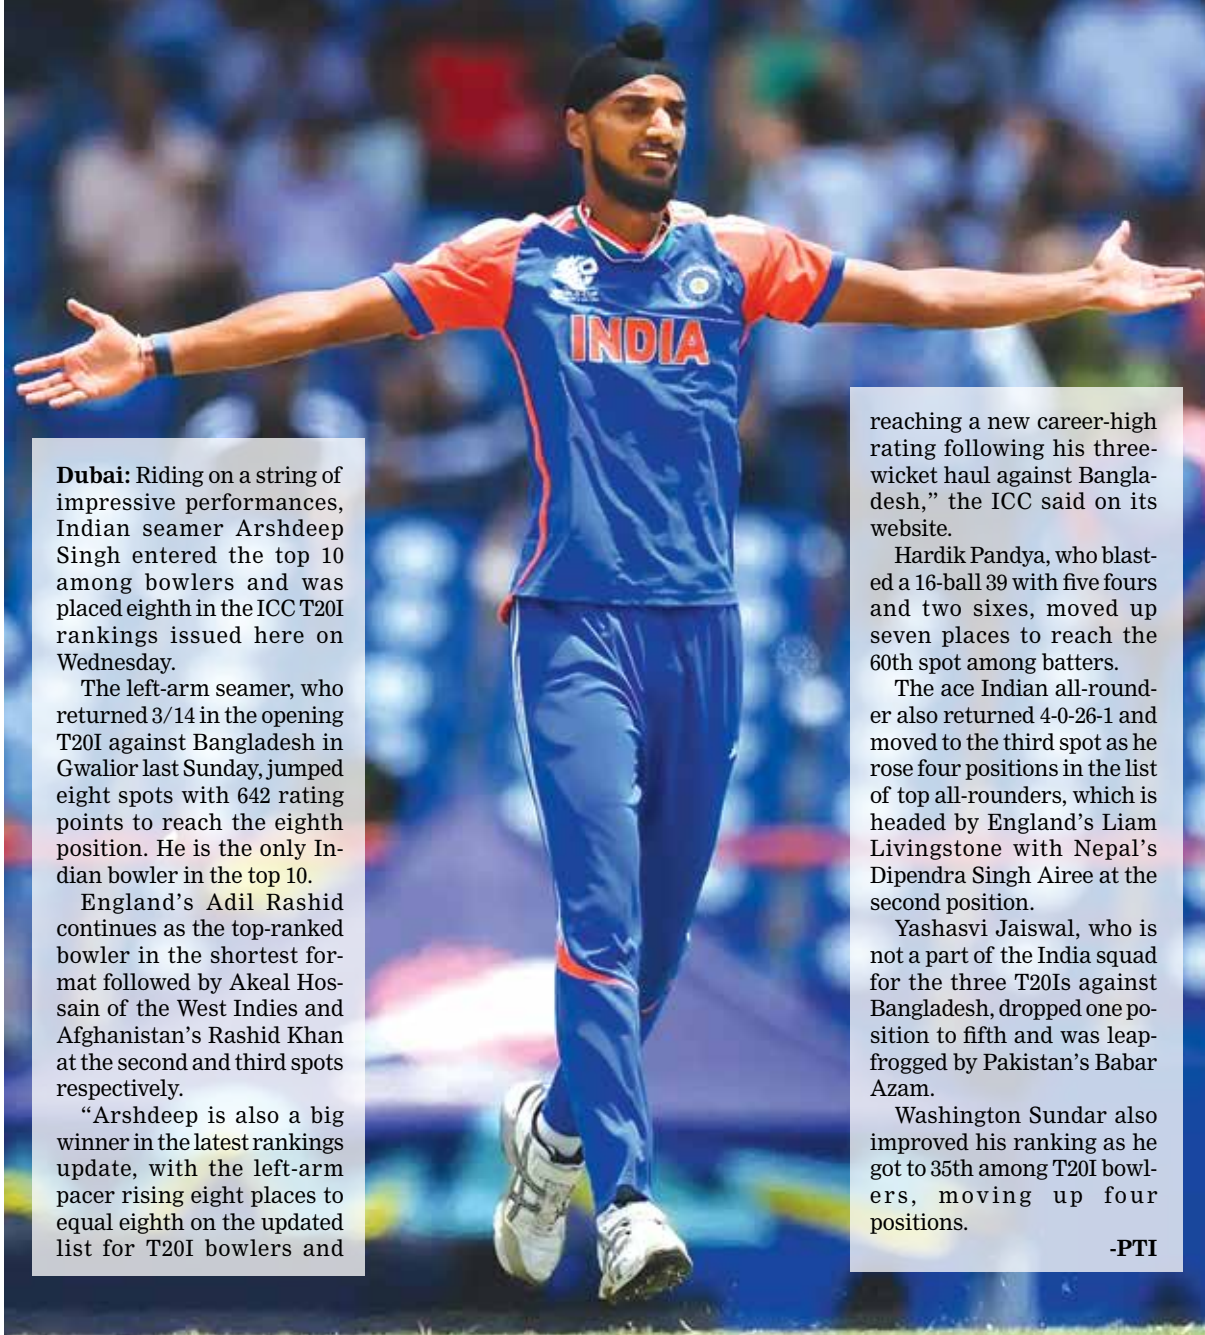 INDIA
Dubai: Riding on a string of
impressive performances,
Indian seamer Arshdeep
Singh entered the top 10
among bowlers and was
placed eighth in the ICC T20I
rankings issued here on
Wednesday.
The left-arm seamer, who
returned 3/14 in the opening
T20I against Bangladesh in
Gwalior last Sunday, jumped
eight spots with 642 rating
points to reach the eighth
position. He is the only In-
dian bowler in the top 10.
England’s Adil Rashid
continues as the top-ranked
bowler in the shortest for-
mat followed by Akeal Hos-
sain of the West Indies and
Afghanistan’s Rashid Khan
at the second and third spots
respectively.
“Arshdeep is also a big
winner in the latest rankings
update, with the left-arm
pacer rising eight places to
equal eighth on the updated
list for T20I bowlers and
reaching a new career-high
rating following his three-
wicket haul against Bangla-
desh,” the ICC said on its
website.
Hardik Pandya, who blast-
ed a 16-ball 39 with five fours
and two sixes, moved up
seven places to reach the
60th spot among batters.
The ace Indian all-round-
er also returned 4-0-26-1 and
moved to the third spot as he
rose four positions in the list
of top all-rounders, which is
headed by England’s Liam
Livingstone with Nepal’s
Dipendra Singh Airee at the
second position.
Yashasvi Jaiswal, who is
not a part of the India squad
for the three T20Is against
Bangladesh, dropped one po-
sition to fifth and was leap-
frogged by Pakistan’s Babar
Azam.
Washington Sundar also
improved his ranking as he
got to 35th among T20I bowl-
ers, moving up four
positions.
-PTI